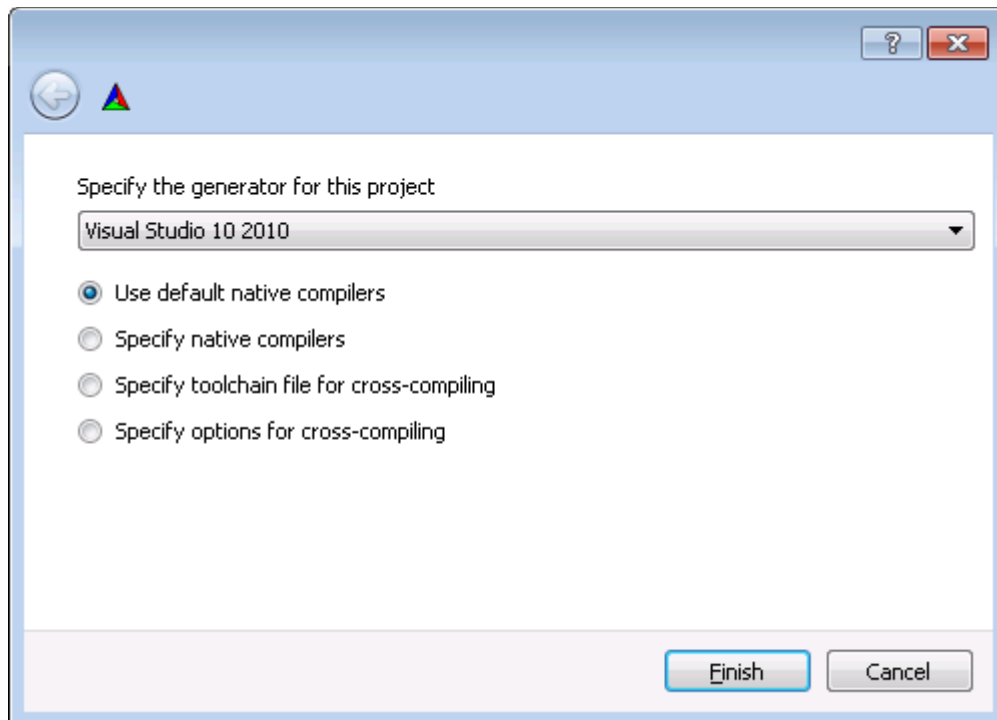 Specify the generator for this project
Visual Studio 10 2010
Use default native compilers
Specify native compilers
Specify toolchain file for cross-compiling
Specify options for cross-compiling
Finish Cancel